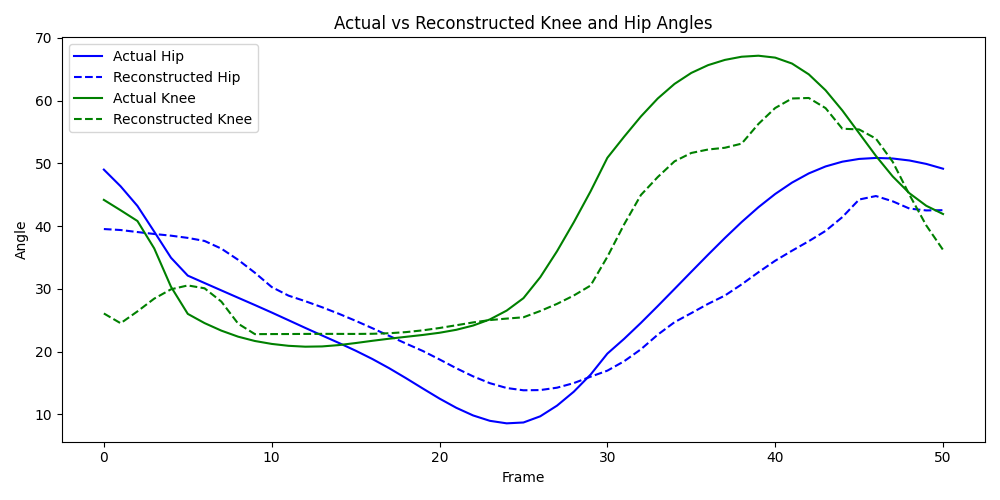 Actual vs Reconstructed Knee and Hip Angles
70
60
50
40
30
20
10
Angle
Actual Hip
Reconstructed Hip
Actual Knee
Reconstructed Knee
0 10 20 30 40 50
Frame